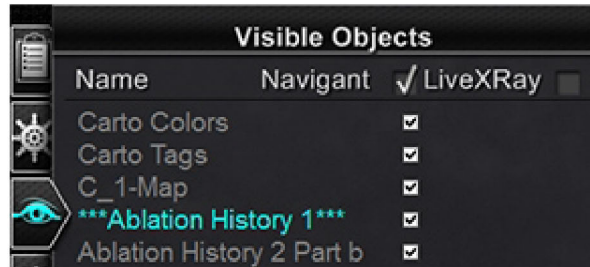 Visible Objects
Name Navigant LiveXRay
Carto Colors
Carto Tags
C_1-Map
***Ablation History 1***
Ablation History 2 Part b